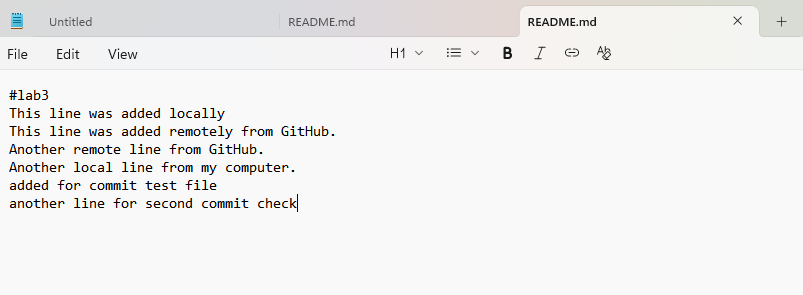 Untitled
README.md
README.md
File
Edit
View
H1
B
I
#lab3
This line was added locally
This line was added remotely from GitHub.
Another remote line from GitHub.
Another local line from my computer.
added for commit test file
another line for second commit check